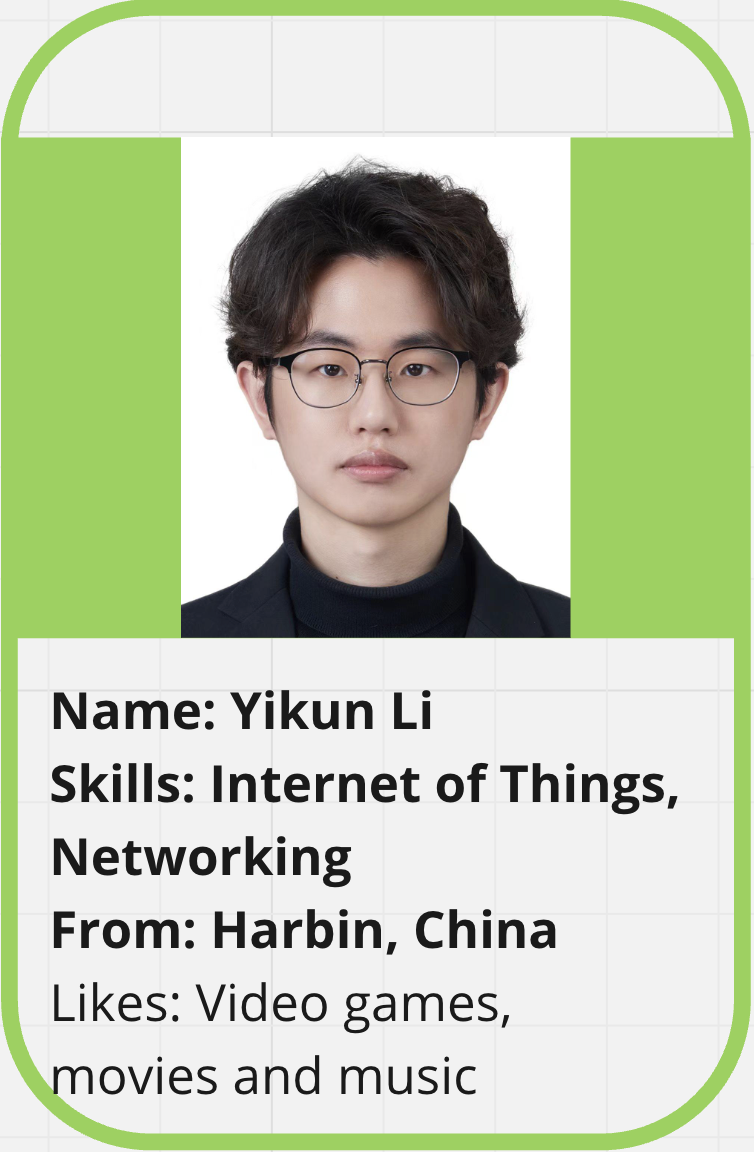 Name: Yikun Li
Skills: Internet of Things,
Networking
From: Harbin, China
Likes: Video games,
movies and music